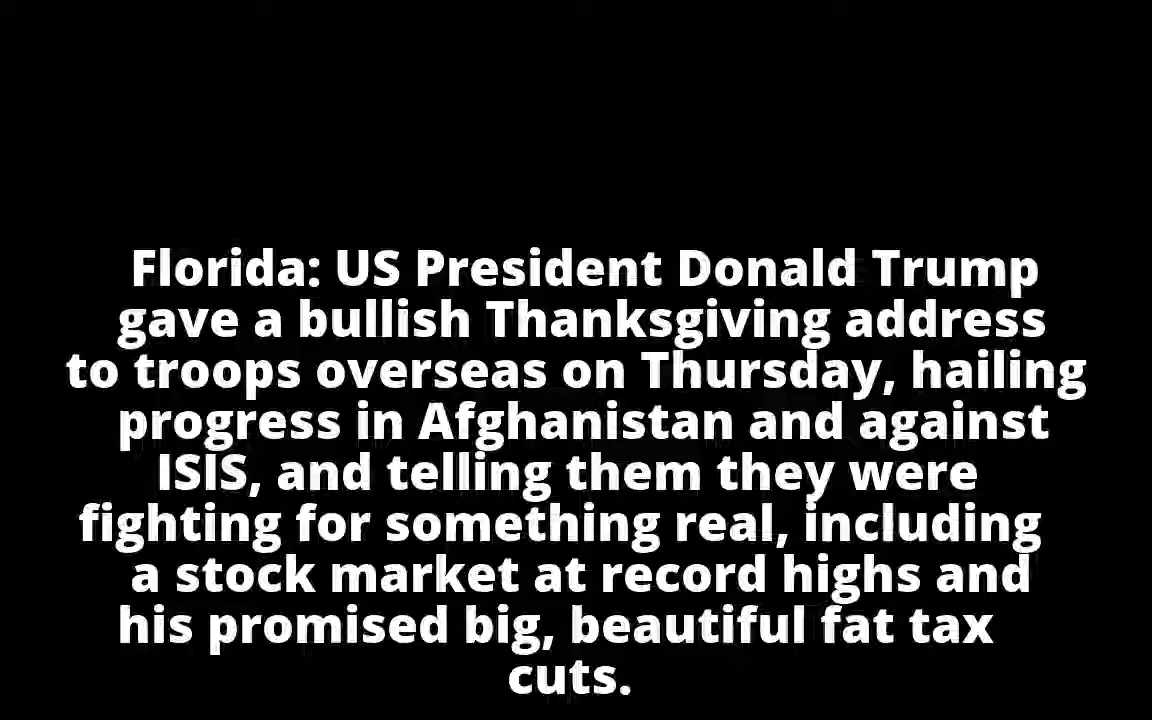 Florida: US President Donald Trump
gave a bullish Thanksgiving address
to troops overseas on Thursday, hailing
progress in Afghanistan and against
ISIS, and telling them they were
fighting for something real, including
a stock market at record highs and
his promised big, beautiful fat tax
cuts.